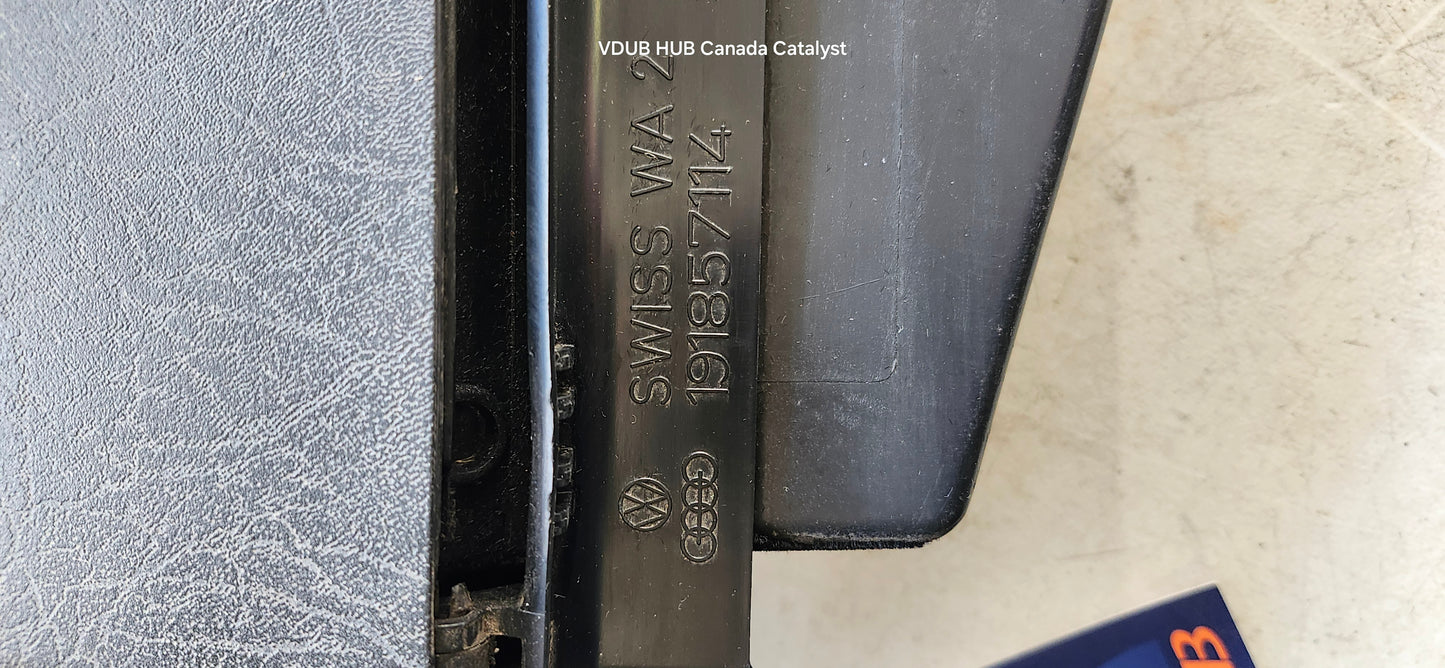 VDUB HUB Canada Catalyst
SWISS WA 2
191857114
B